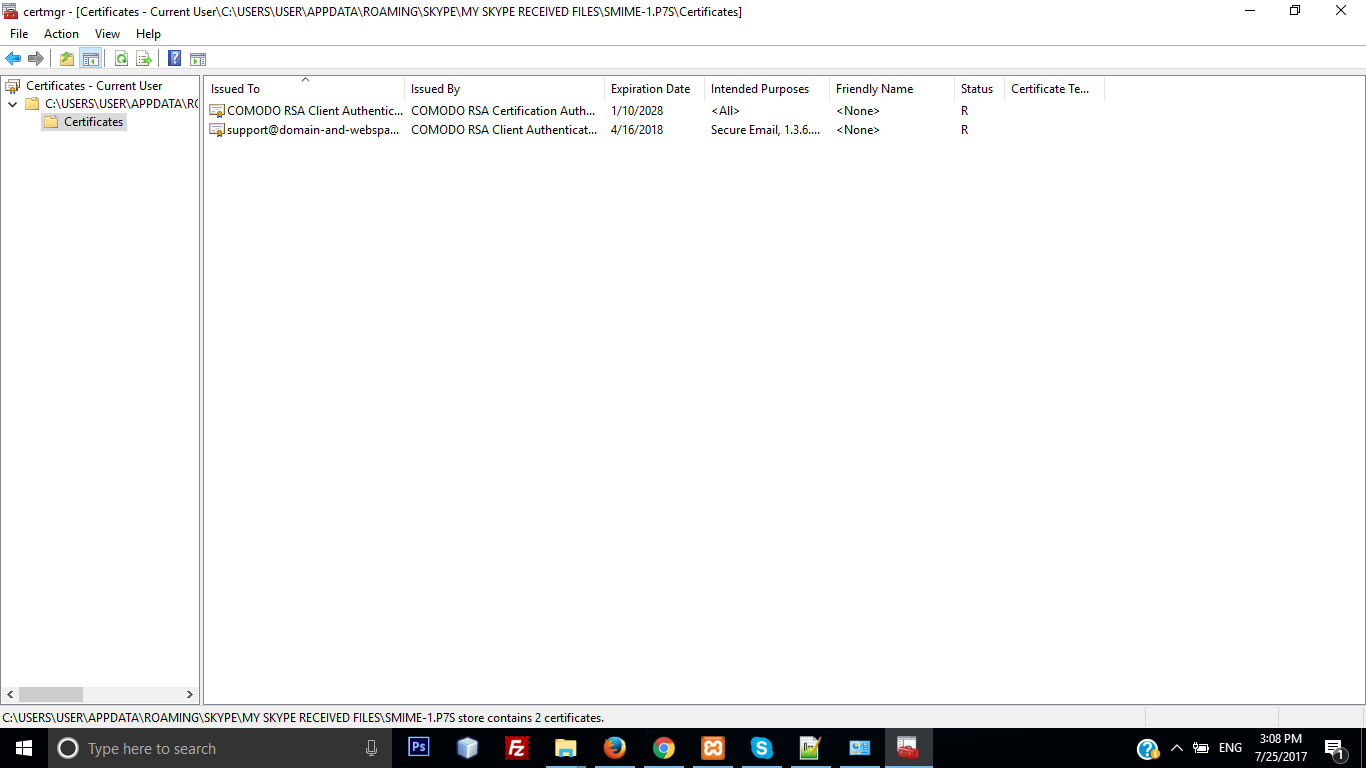 certmgr - [Certificates - Current User\C:\USERS\USER\APPDATA\ROAMING\SKYPE\MY SKYPE RECEIVED FILES\SMIME-1.P7S\Certificates]
File Action View Help
Certificates - Current User
C:\USERS\USER\APPDATA\RO
Certificates
Issued To Issued By Expiration Date Intended Purposes Friendly Name Status Certificate Te...
COMODO RSA Client Authentic... COMODO RSA Certification Auth... 1/10/2028 <All> <None> R
support@domain-and-webspa... COMODO RSA Client Authenticat... 4/16/2018 Secure Email, 1.3.6.... <None> R
C:\USERS\USER\APPDATA\ROAMING\SKYPE\MY SKYPE RECEIVED FILES\SMIME-1.P7S store contains 2 certificates.
Type here to search
Ps
Fz
ENG
3:08 PM
7/25/2017
1